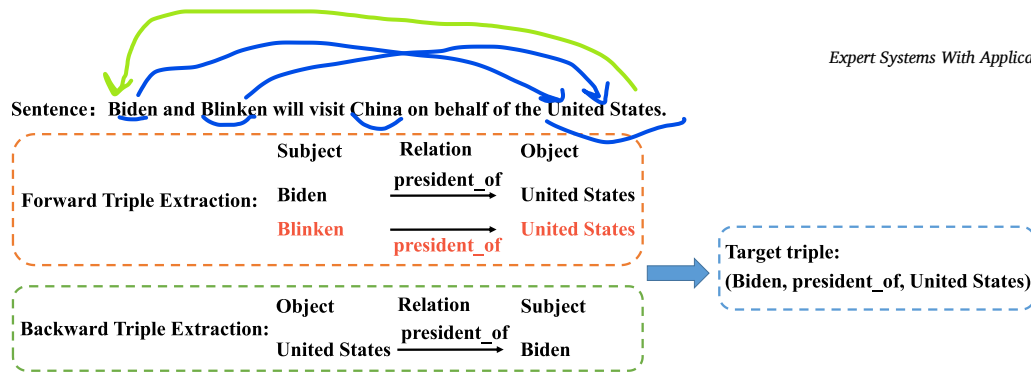 Expert Systems With Applica
Sentence: Biden and Blinken will visit China on behalf of the United States.
Subject Relation Object
Forward Triple Extraction:
president_of
Biden United States
Blinken United States
president_of
Target triple:
(Biden, president_of, United States)
Object Relation Subject
Backward Triple Extraction:
president_of
United States Biden